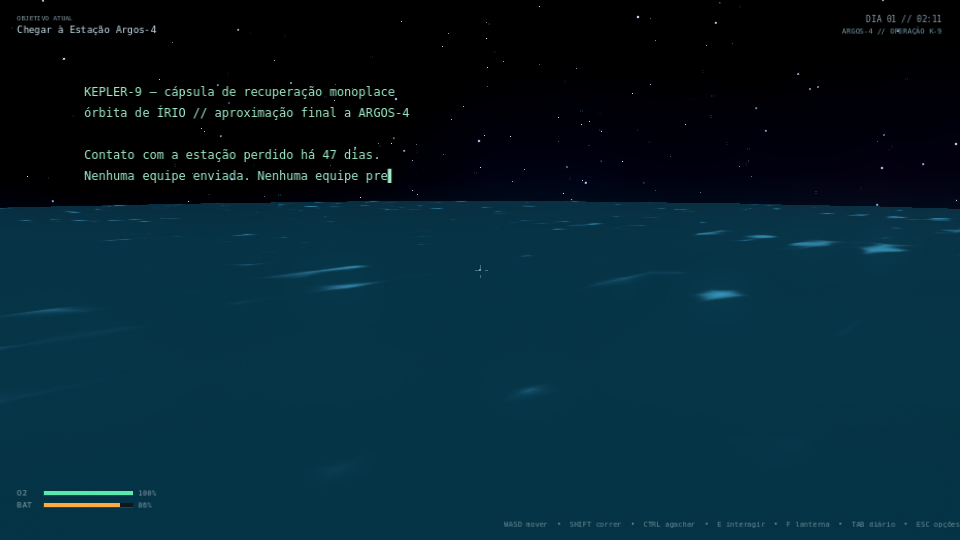 OBJETIVO ATUAL
Chegar à Estação Argos-4
DIA 01 // 02:11
ARGOS-4 // OPERAÇÃO K-9
KEPLER-9 — cápsula de recuperação monoplace
órbita de ÍRIO // aproximação final a ARGOS-4
Contato com a estação perdido há 47 dias.
Nenhuma equipe enviada. Nenhuma equipe pre
O2 100%
BAT 86%
WASD mover • SHIFT correr • CTRL agachar • E interagir • F lanterna • TAB diário • ESC opções